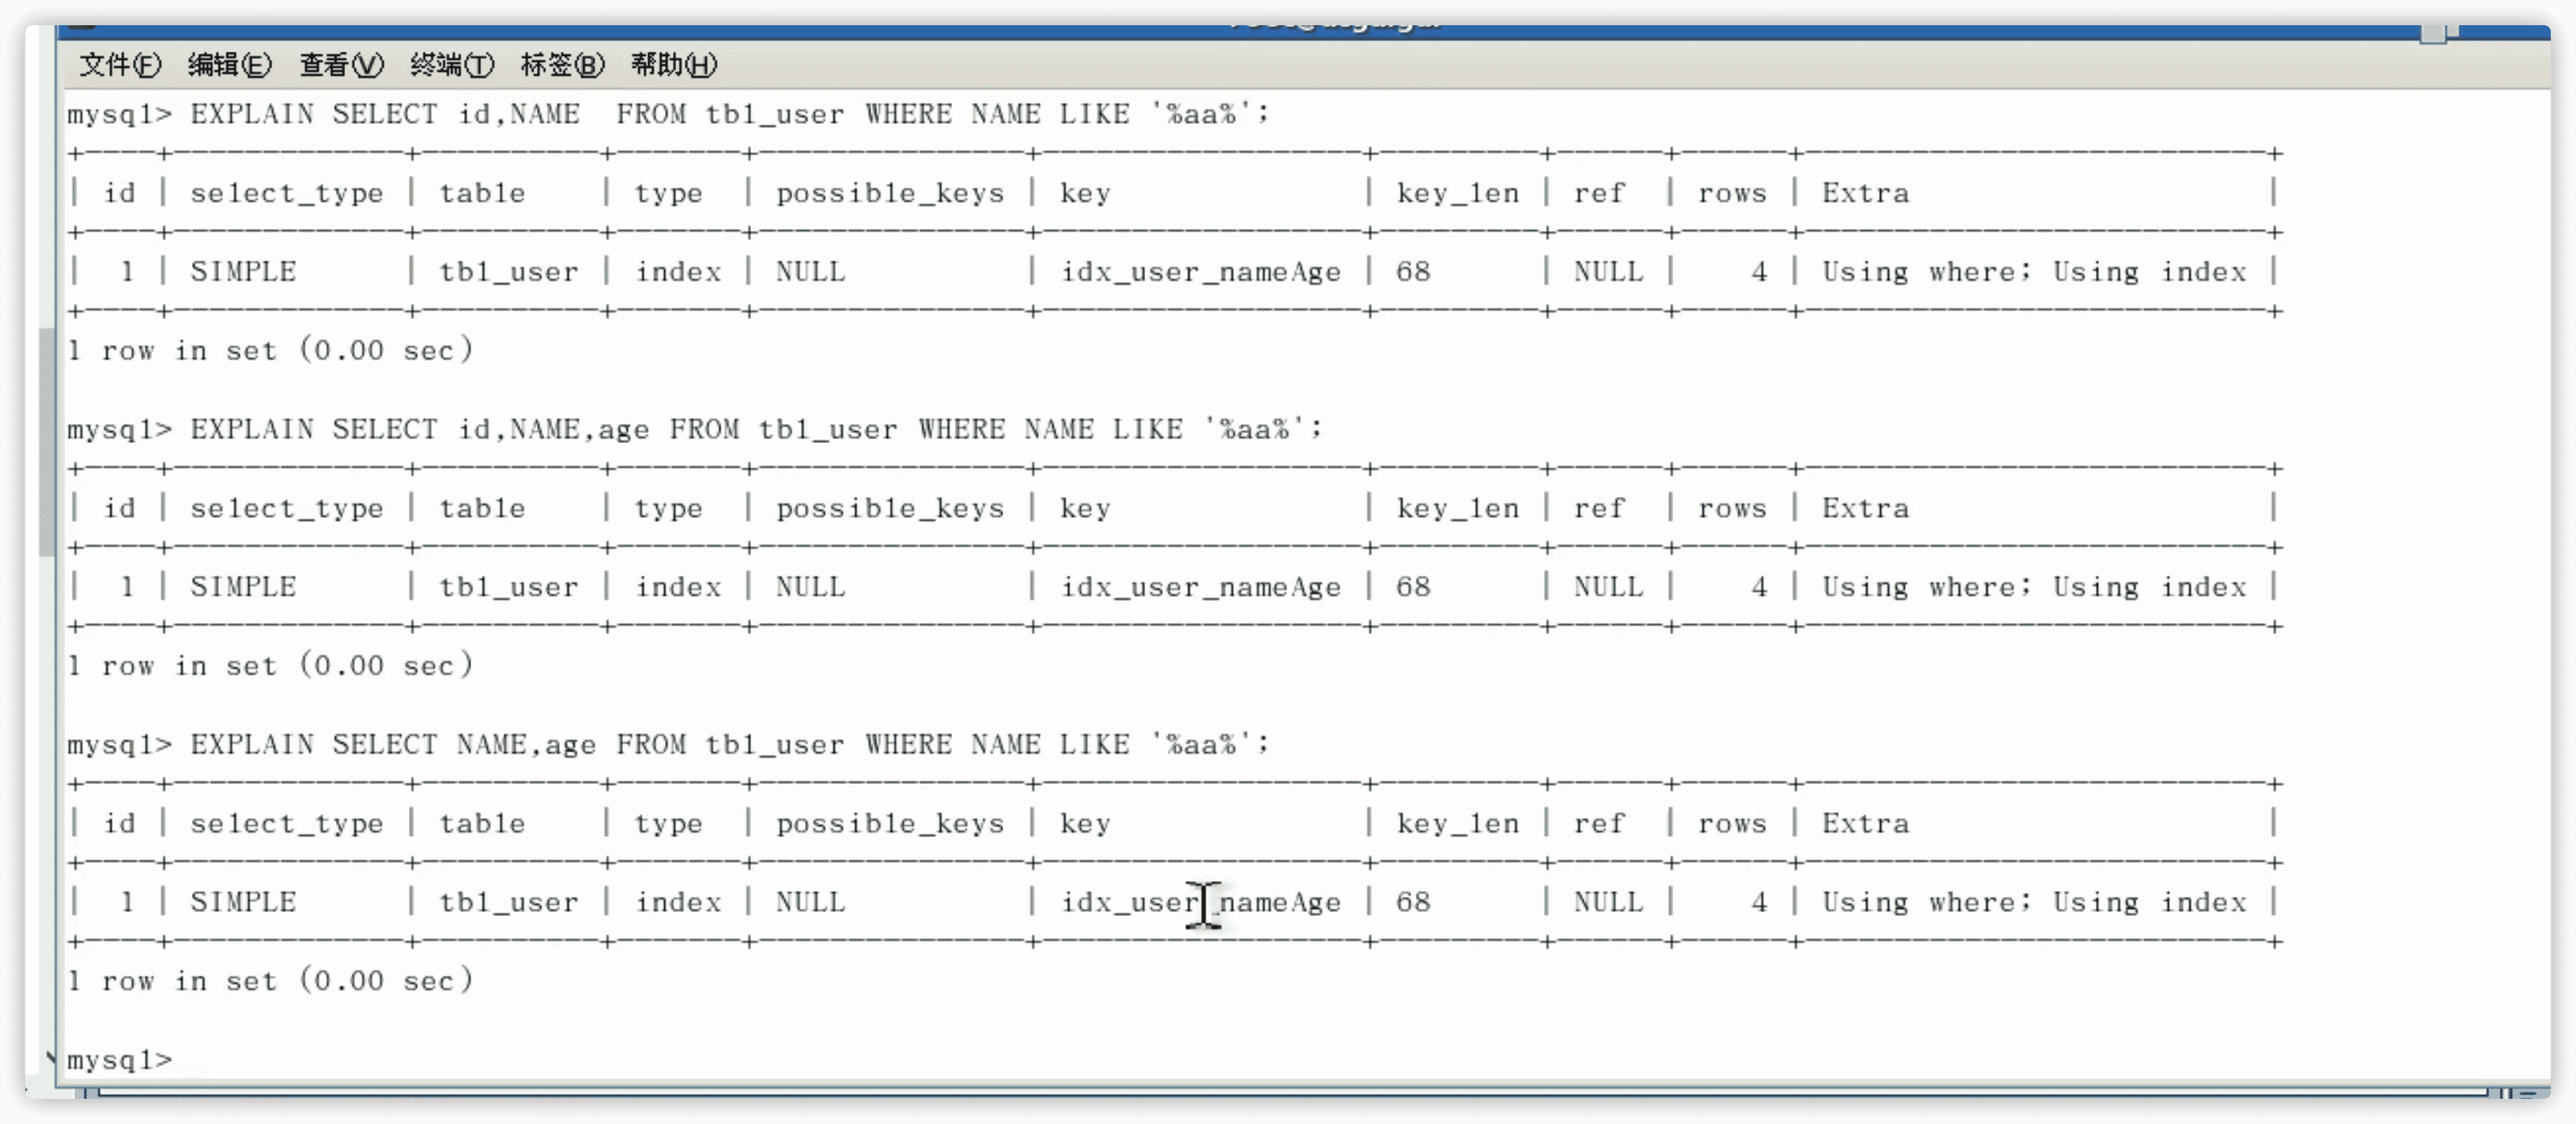 文件(F) 编辑(E) 查看(V) 终端(T) 标签(B) 帮助(H)
mysql> EXPLAIN SELECT id,NAME  FROM tbl_user WHERE NAME LIKE '%aa%';
+----+-------------+----------+-------+---------------+------------------+---------+------+------+--------------------------+
| id | select_type | table    | type  | possible_keys | key              | key_len | ref  | rows | Extra                    |
+----+-------------+----------+-------+---------------+------------------+---------+------+------+--------------------------+
|  1 | SIMPLE      | tbl_user | index | NULL          | idx_user_nameAge | 68      | NULL |    4 | Using where; Using index |
+----+-------------+----------+-------+---------------+------------------+---------+------+------+--------------------------+
1 row in set (0.00 sec)
mysql> EXPLAIN SELECT id,NAME,age FROM tbl_user WHERE NAME LIKE '%aa%';
+----+-------------+----------+-------+---------------+------------------+---------+------+------+--------------------------+
| id | select_type | table    | type  | possible_keys | key              | key_len | ref  | rows | Extra                    |
+----+-------------+----------+-------+---------------+------------------+---------+------+------+--------------------------+
|  1 | SIMPLE      | tbl_user | index | NULL          | idx_user_nameAge | 68      | NULL |    4 | Using where; Using index |
+----+-------------+----------+-------+---------------+------------------+---------+------+------+--------------------------+
1 row in set (0.00 sec)
mysql> EXPLAIN SELECT NAME,age FROM tbl_user WHERE NAME LIKE '%aa%';
+----+-------------+----------+-------+---------------+------------------+---------+------+------+--------------------------+
| id | select_type | table    | type  | possible_keys | key              | key_len | ref  | rows | Extra                    |
+----+-------------+----------+-------+---------------+------------------+---------+------+------+--------------------------+
|  1 | SIMPLE      | tbl_user | index | NULL          | idx_user_nameAge | 68      | NULL |    4 | Using where; Using index |
+----+-------------+----------+-------+---------------+------------------+---------+------+------+--------------------------+
1 row in set (0.00 sec)
mysql>